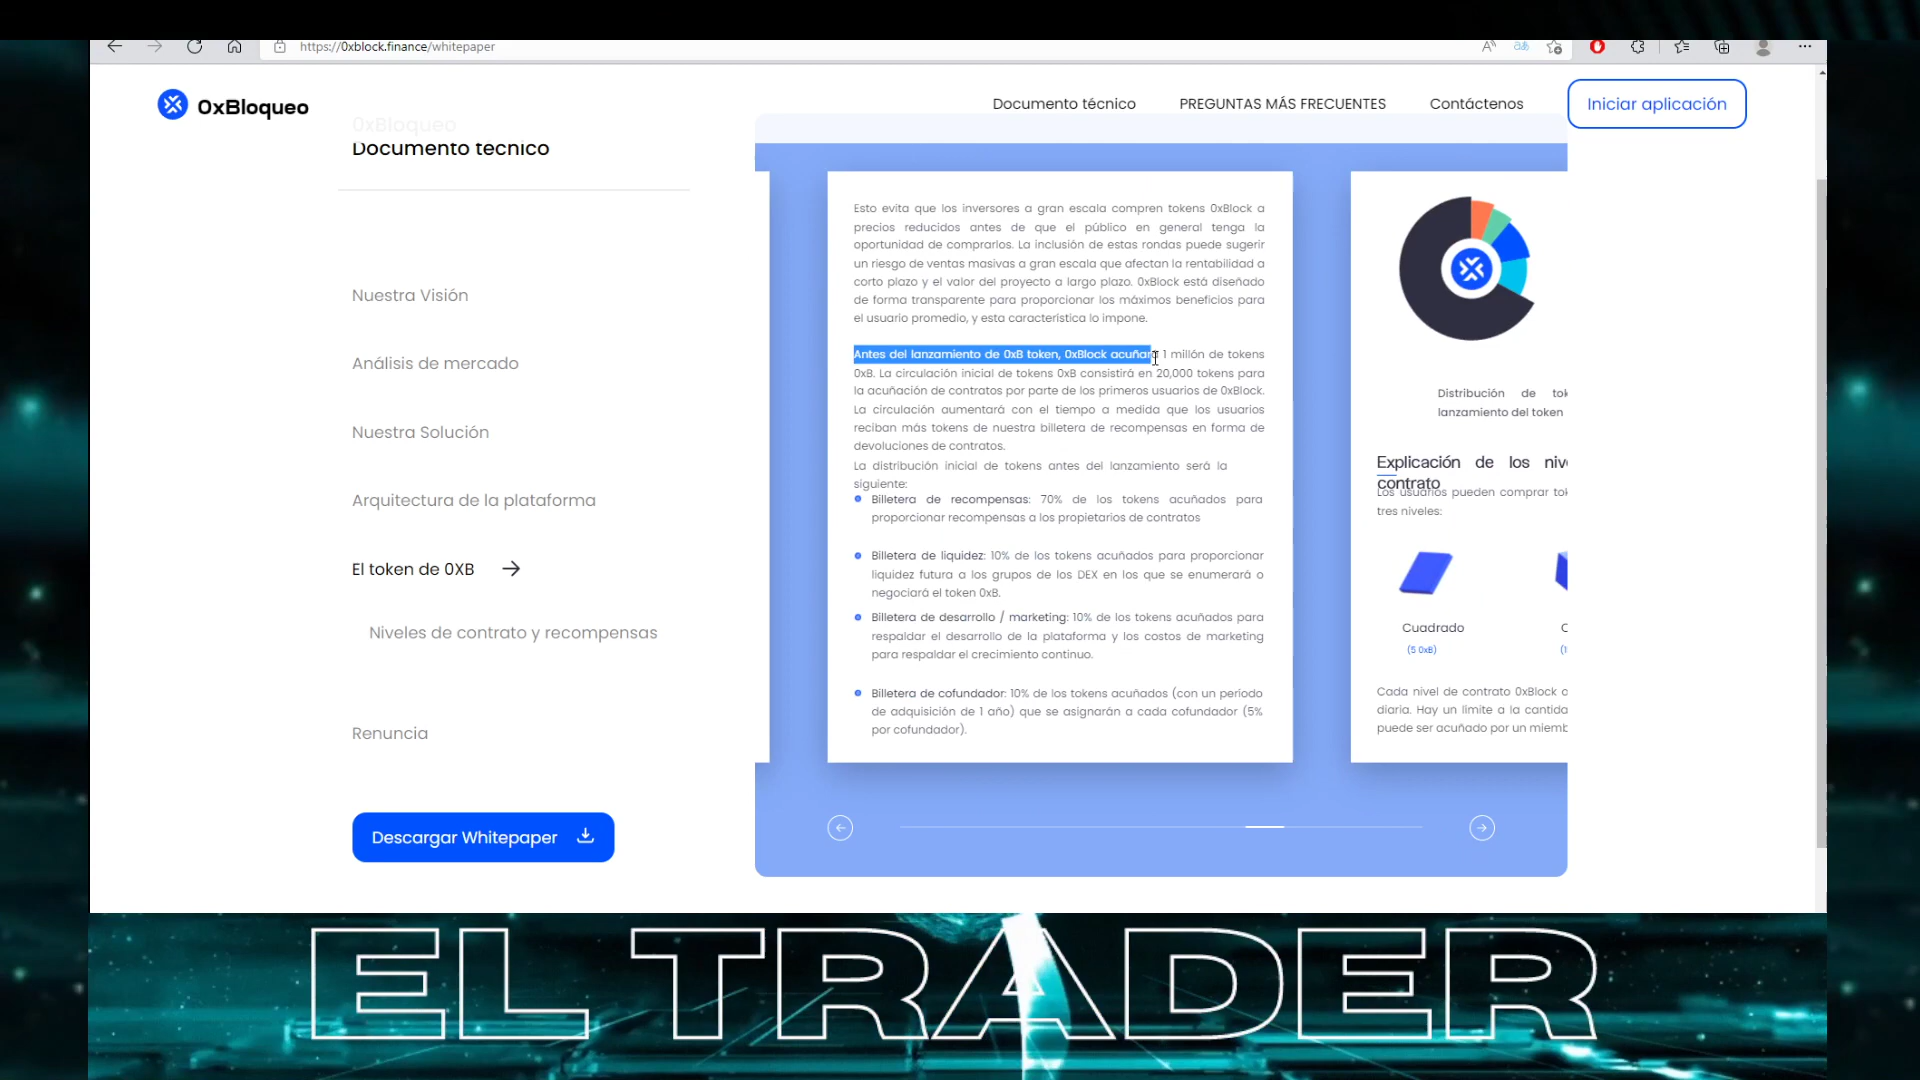 https://0xblock.finance/whitepaper
0xBloqueo
Documento técnico
PREGUNTAS MÁS FRECUENTES
Contáctenos
Iniciar aplicación
0xBloqueo
Documento tecnico
Nuestra Visión
Análisis de mercado
Nuestra Solución
Arquitectura de la plataforma
El token de 0XB
Niveles de contrato y recompensas
Renuncia
Descargar Whitepaper
Esto evita que los inversores a gran escala compren tokens 0xBlock a
precios reducidos antes de que el público en general tenga la
oportunidad de comprarlos. La inclusión de estas rondas puede sugerir
un riesgo de ventas masivas a gran escala que afectan la rentabilidad a
corto plazo y el valor del proyecto a largo plazo. 0xBlock está diseñado
de forma transparente para proporcionar los máximos beneficios para
el usuario promedio, y esta característica lo impone.
Antes del lanzamiento de 0xB token, 0xBlock acuñará 1 millón de tokens
0xB. La circulación inicial de tokens 0xB consistirá en 20,000 tokens para
la acuñación de contratos por parte de los primeros usuarios de 0xBlock.
La circulación aumentará con el tiempo a medida que los usuarios
reciban más tokens de nuestra billetera de recompensas en forma de
devoluciones de contratos.
La distribución inicial de tokens antes del lanzamiento será la
siguiente:
Billetera de recompensas: 70% de los tokens acuñados para
proporcionar recompensas a los propietarios de contratos
Billetera de liquidez: 10% de los tokens acuñados para proporcionar
liquidez futura a los grupos de los DEX en los que se enumerará o
negociará el token 0xB.
Billetera de desarrollo / marketing: 10% de los tokens acuñados para
respaldar el desarrollo de la plataforma y los costos de marketing
para respaldar el crecimiento continuo.
Billetera de cofundador: 10% de los tokens acuñados (con un período
de adquisición de 1 año) que se asignarán a cada cofundador (5%
por cofundador).
Distribución de tok
lanzamiento del token
Explicación de los niv
contrato
Los usuarios pueden comprar tok
tres niveles:
Cuadrado
(5 0xB)
Cada nivel de contrato 0xBlock o
diaria. Hay un límite a la cantida
puede ser acuñado por un miemb
EL TRADER